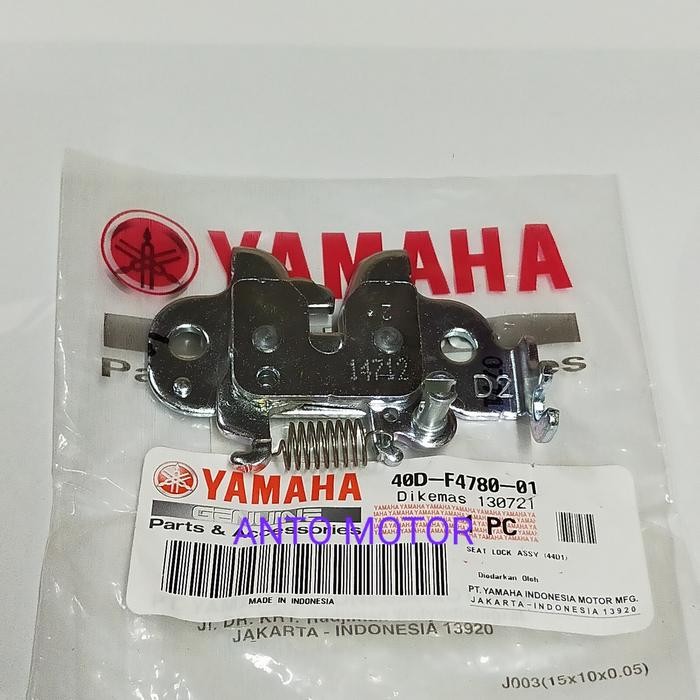 YAMAHA
14712
D2
YAMAHA
GENUINE
Parts & Accessories
40D-F4780-01
Dikemas 130721
PC
ANTO MOTOR
SEAT LOCK ASSY (44D1)
Diedarkan Oleh
PT. YAMAHA INDONESIA MOTOR MFG.
JAKARTA-INDONESIA 13920
MADE IN INDONESIA
JAKARTA - INDONESIA 13920
J003(15x10x0.05)